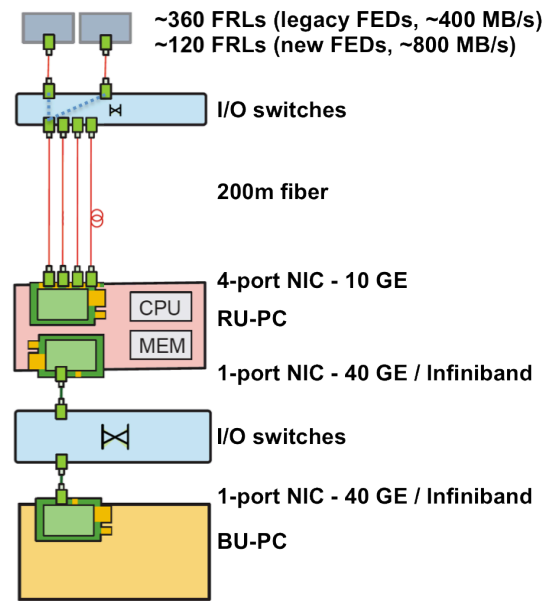 ~360 FRLs (legacy FEDs, ~400 MB/s)
~120 FRLs (new FEDs, ~800 MB/s)
I/O switches
200m fiber
4-port NIC - 10 GE
CPU
RU-PC
MEM
1-port NIC - 40 GE / Infiniband
I/O switches
1-port NIC - 40 GE / Infiniband
BU-PC